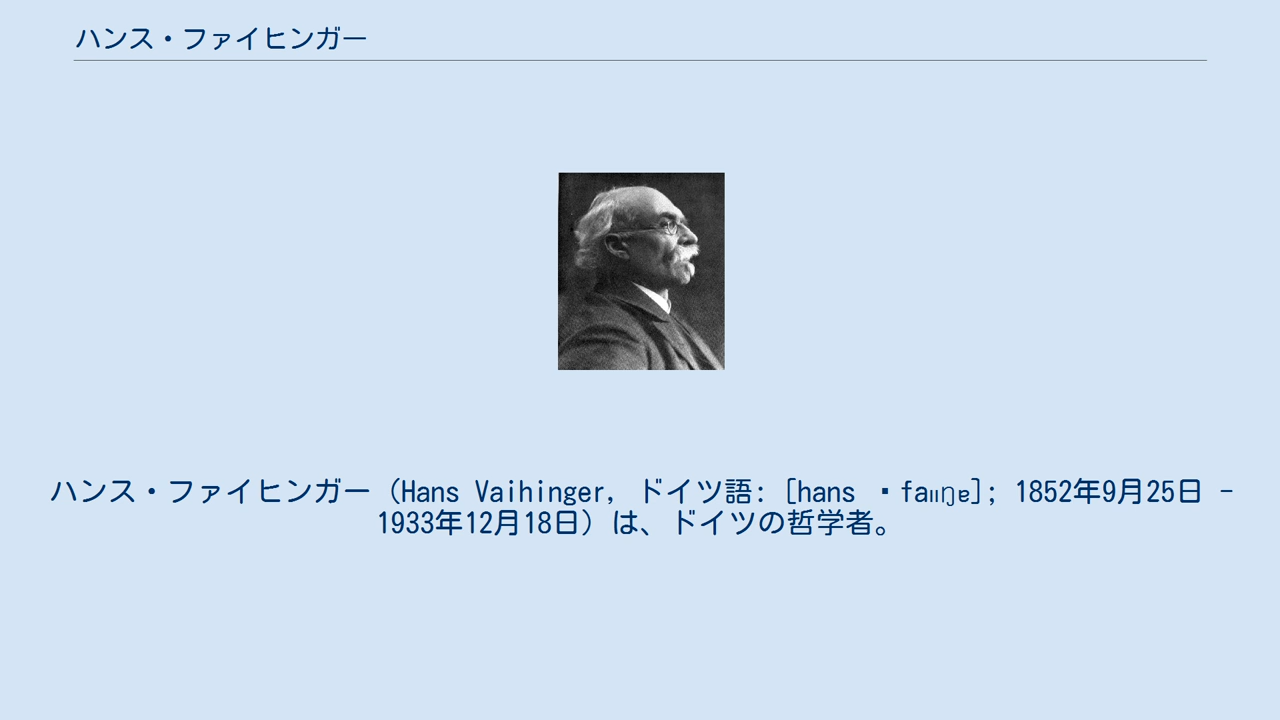 ハンス・ファイヒンガー
ハンス・ファイヒンガー（Hans Vaihinger, ドイツ語: [hans ˈfaɪɪŋɐ]; 1852年9月25日 -
1933年12月18日）は、ドイツの哲学者。